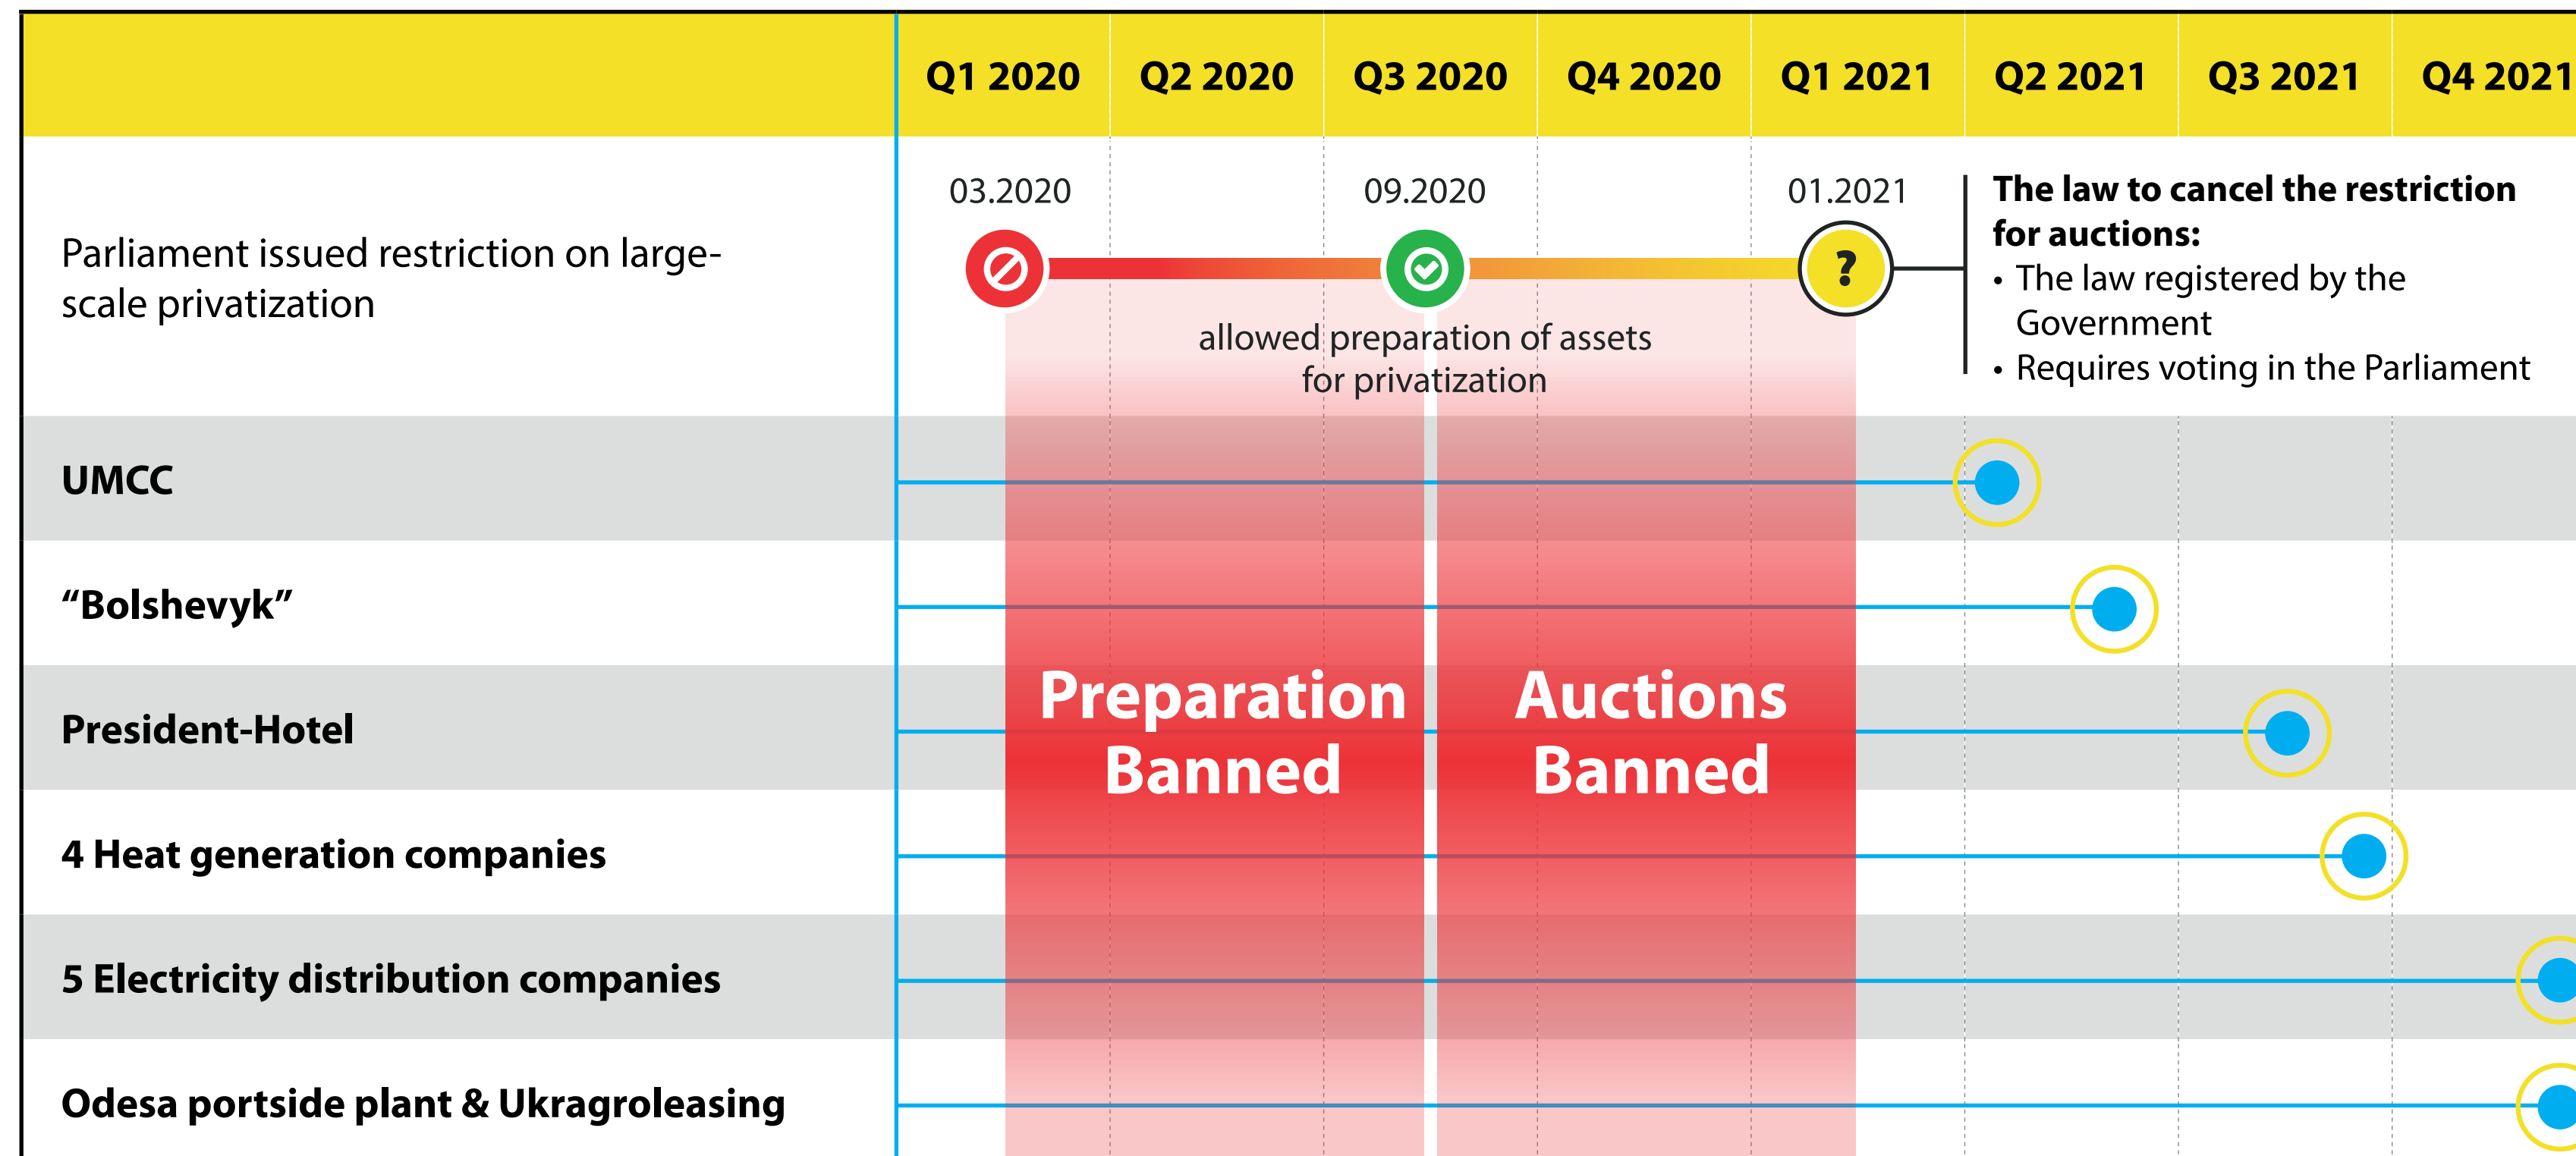 Q1 2020 Q2 2020 Q3 2020 Q4 2020 Q1 2021 Q2 2021 Q3 2021 Q4 2021
Parliament issued restriction on large-
scale privatization
03.2020
09.2020
01.2021
?
allowed preparation of assets
for privatization
The law to cancel the restriction
for auctions:
• The law registered by the
Government
• Requires voting in the Parliament
UMCC
“Bolshevyk”
President-Hotel
4 Heat generation companies
5 Electricity distribution companies
Odesa portside plant & Ukragroleasing
Preparation
Banned
Auctions
Banned